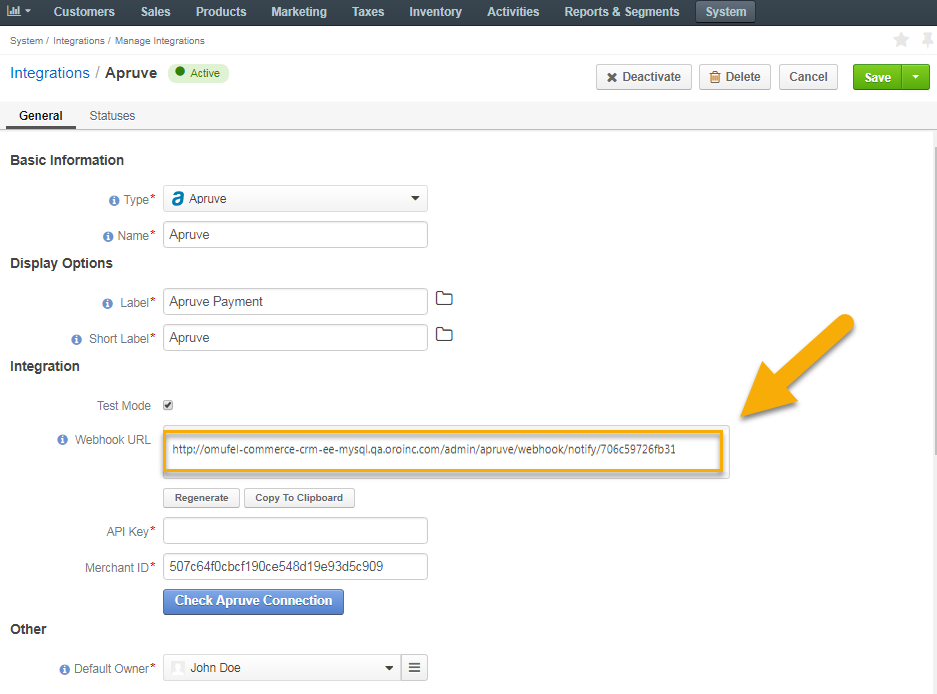 Customers Sales Products Marketing Taxes Inventory Activities Reports & Segments System
System / Integrations / Manage Integrations
Integrations / Apruve Active Deactivate Delete Cancel Save
General Statuses
Basic Information
Type* Apruve
Name* Apruve
Display Options
Label* Apruve Payment
Short Label* Apruve
Integration
Test Mode
Webhook URL http://omufel-commerce-crm-ee-mysql.qa.oroinc.com/admin/apruve/webhook/notify/706c59726fb31
Regenerate Copy To Clipboard
API Key*
Merchant ID* 507c64f0cbcf190ce548d19e93d5c909
Check Apruve Connection
Other
Default Owner* John Doe